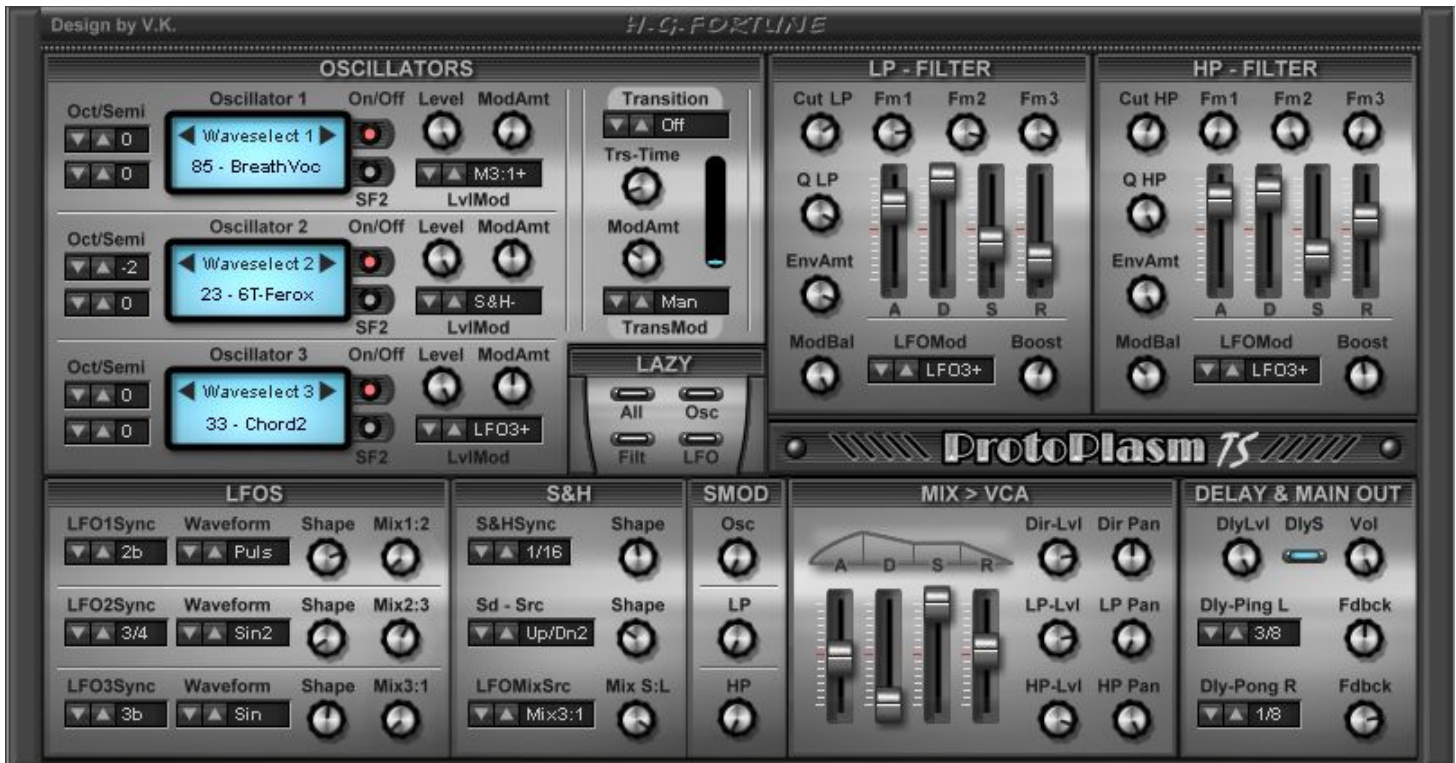 Design by V.K.
H.G.FORTUNE
OSCILLATORS
Oct/Semi
Oscillator 1
On/Off
Level
ModAmt
0
0
Waveselect 1
85 - BreathVoc
SF2
M3:1+
LvlMod
Oct/Semi
Oscillator 2
On/Off
Level
ModAmt
-2
0
Waveselect 2
23 - 6T-Ferox
SF2
S&H-
LvlMod
Oct/Semi
Oscillator 3
On/Off
Level
ModAmt
0
0
Waveselect 3
33 - Chord2
SF2
LFO3+
LvlMod
Transition
Off
Trs-Time
ModAmt
Man
TransMod
LAZY
All
Osc
Filt
LFO
LP - FILTER
Cut LP
Fm1
Fm2
Fm3
Q LP
EnvAmt
A D S R
ModBal
LFOMod
Boost
LFO3+
HP - FILTER
Cut HP
Fm1
Fm2
Fm3
Q HP
EnvAmt
A D S R
ModBal
LFOMod
Boost
LFO3+
ProtoPlasm TS
LFOS
LFO1Sync
Waveform
Shape
Mix1:2
2b
Puls
LFO2Sync
Waveform
Shape
Mix2:3
3/4
Sin2
LFO3Sync
Waveform
Shape
Mix3:1
3b
Sin
S&H
S&HSync
Shape
1/16
Sd - Src
Shape
Up/Dn2
LFOMixSrc
Mix S:L
Mix3:1
SMOD
Osc
LP
HP
MIX > VCA
A D S R
Dir-Lvl
Dir Pan
LP-Lvl
LP Pan
HP-Lvl
HP Pan
DELAY & MAIN OUT
DlyLvl
DlyS
Vol
Dly-Ping L
Fdbck
3/8
Dly-Pong R
Fdbck
1/8